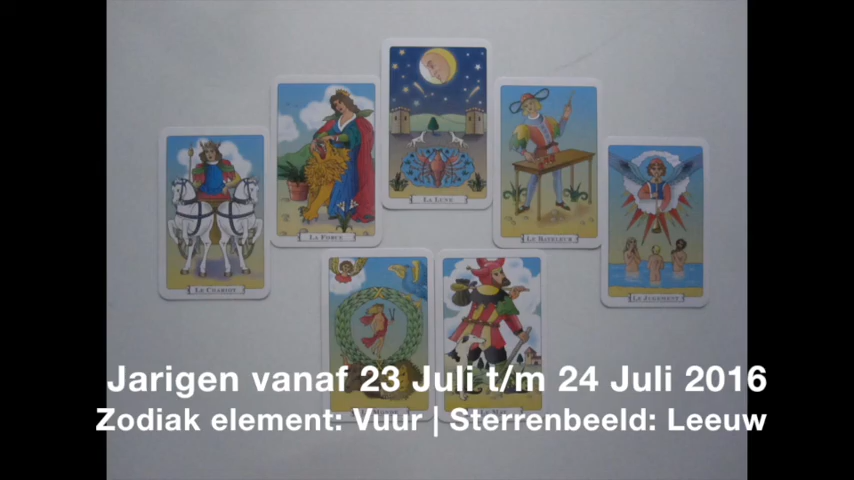 La Lune
La Force
Le Bateleur
Le Chariot
Le Jugement
Jarigen vanaf 23 Juli t/m 24 Juli 2016
Zodiak element: Vuur | Sterrenbeeld: Leeuw